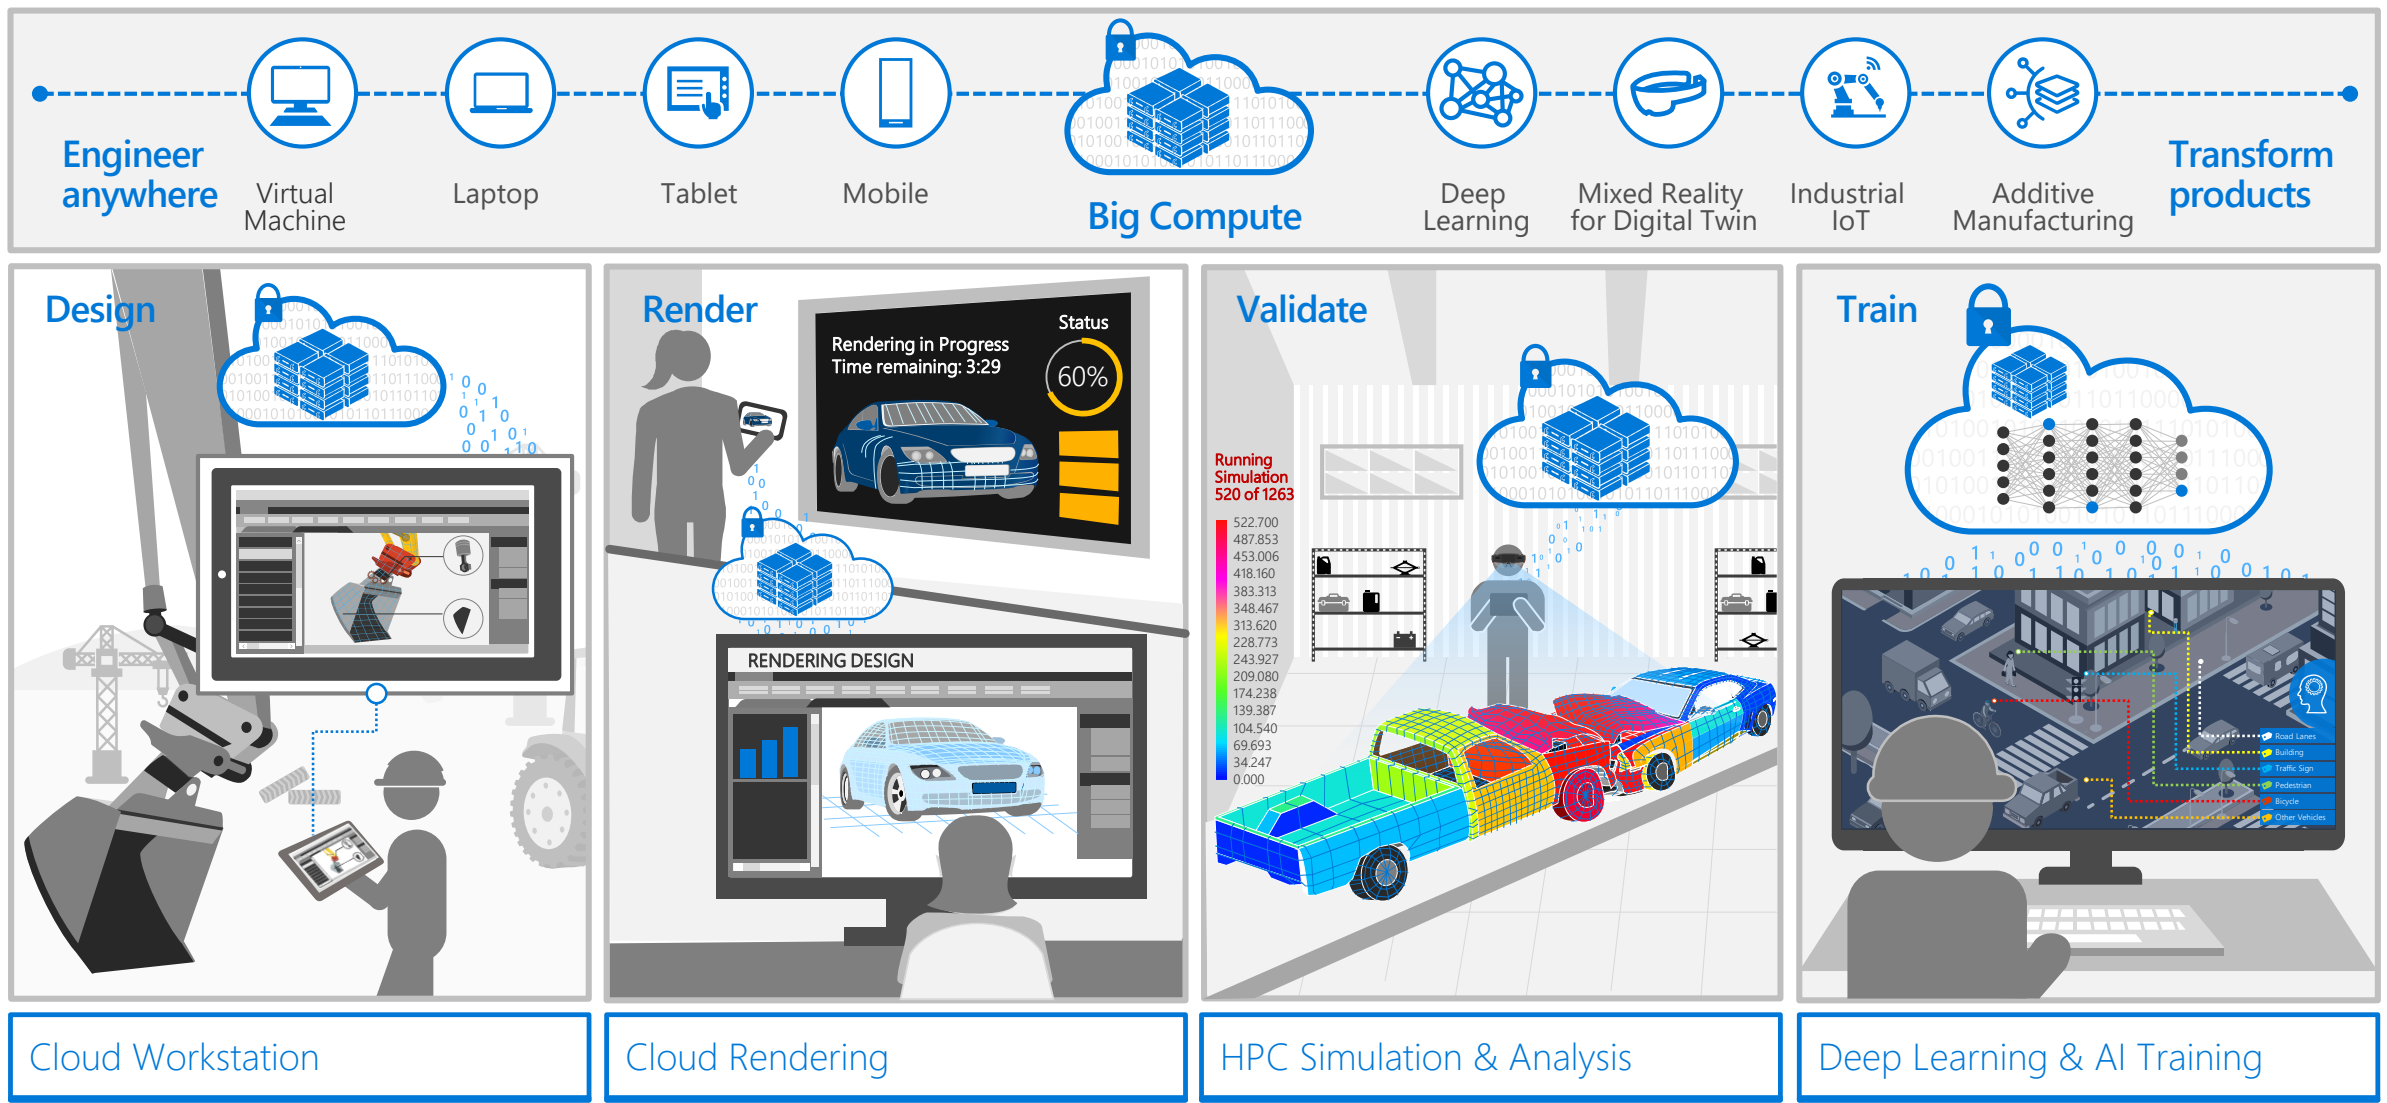 Engineer
anywhere
Virtual
Machine
Laptop
Tablet
Mobile
Big Compute
Deep
Learning
Mixed Reality
for Digital Twin
Industrial
IoT
Additive
Manufacturing
Transform
products
Design
Render
Status
Rendering in Progress
Time remaining: 3:29
60%
RENDERING DESIGN
Validate
Running
Simulation
520 of 1263
522.700
487.853
453.006
418.160
383.313
348.467
313.620
228.773
243.927
209.080
174.238
139.387
104.540
69.693
34.247
0.000
Train
Road Lanes
Building
Traffic Sign
Pedestrian
Bicycle
Other Vehicles
Cloud Workstation
Cloud Rendering
HPC Simulation & Analysis
Deep Learning & AI Training